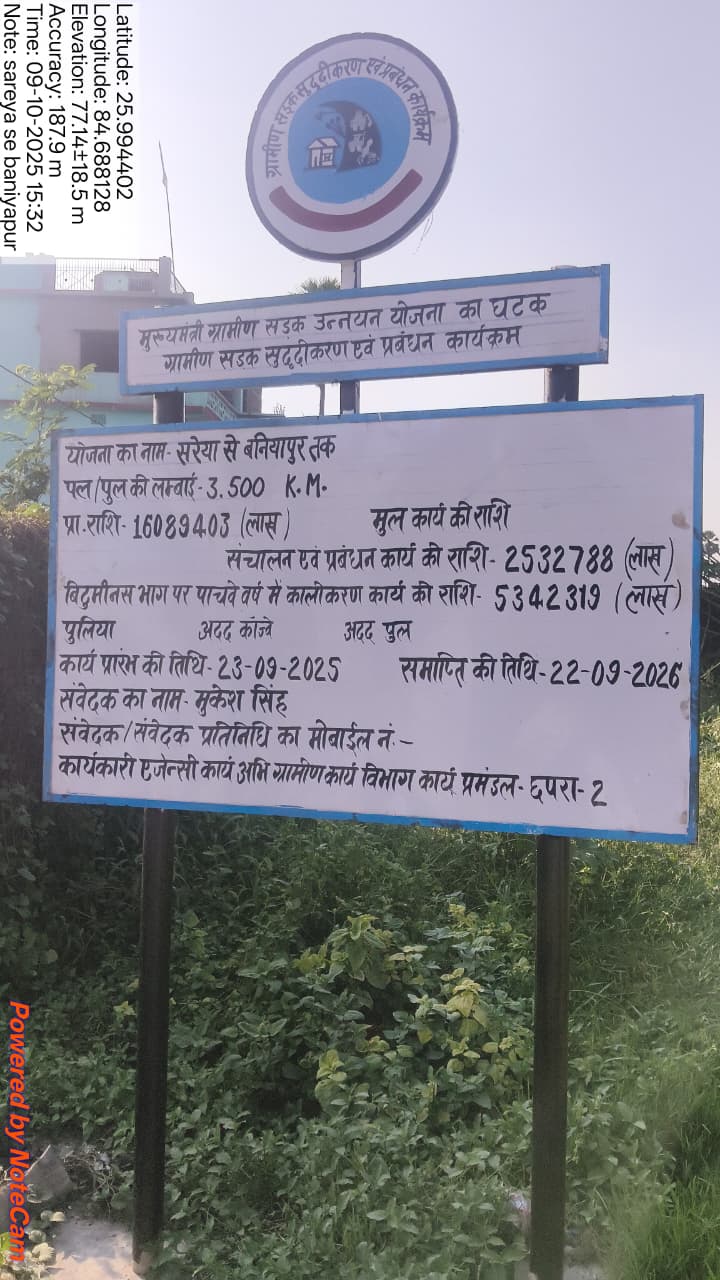 Latitude: 25.994402
Longitude: 84.688128
Elevation: 77.14±18.5 m
Accuracy: 187.9 m
Time: 09-10-2025 15:32
Note: sareya se baniyapur
ग्रामीण सड़क सुदृढीकरण एवं प्रबंधन कार्यक्रम
मुख्यमंत्री ग्रामीण सड़क उन्नयन योजना का घटक
ग्रामीण सड़क सुदृढीकरण एवं प्रबंधन कार्यक्रम
योजना का नाम- सरेया से बनियापुर तक
पल/पुल की लम्बाई- 3.500 K.M.
प्रा.राशि- 16089403 (लाख) मुल कार्य की राशि
संचालन एवं प्रबंधन कार्य की राशि- 2532788 (लाख)
बिटुमीनस भाग पर पाचवे वर्ष में कालीकरण कार्य की राशि- 5342319 (लाख)
पुलिया अदद कॉज्वे अदद पुल
कार्य प्रारंभ की तिथि- 23-09-2025 समाप्ति की तिथि- 22-09-2026
संवेदक का नाम- मुकेश सिंह
संवेदक/संवेदक प्रतिनिधि का मोबाईल नं.-
कार्यकारी एजेन्सी कार्य अभि ग्रामीण कार्य विभाग कार्य प्रमंडल- छपरा-2
Powered by NoteCam